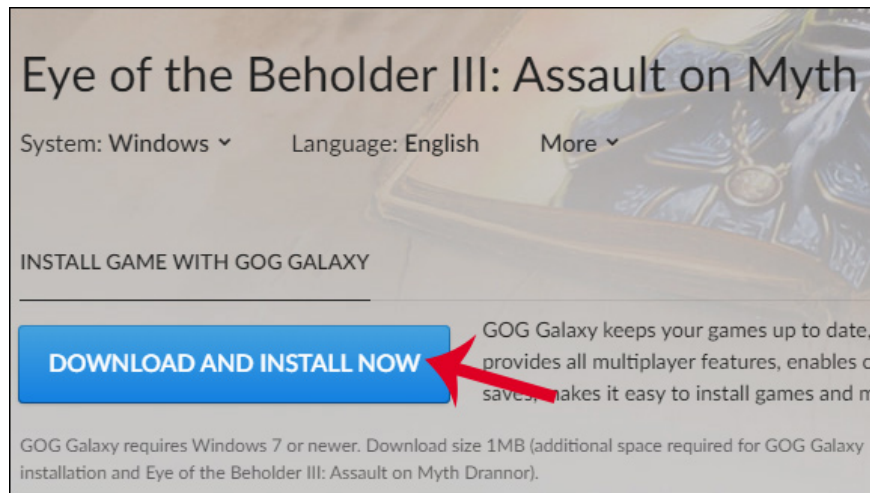 Eye of the Beholder III: Assault on Myth
System: Windows Language: English More
INSTALL GAME WITH GOG GALAXY
DOWNLOAD AND INSTALL NOW
GOG Galaxy keeps your games up to date,
provides all multiplayer features, enables
saves, makes it easy to install games and
GOG Galaxy requires Windows 7 or newer. Download size 1MB (additional space required for GOG Galaxy
installation and Eye of the Beholder III: Assault on Myth Drannor).